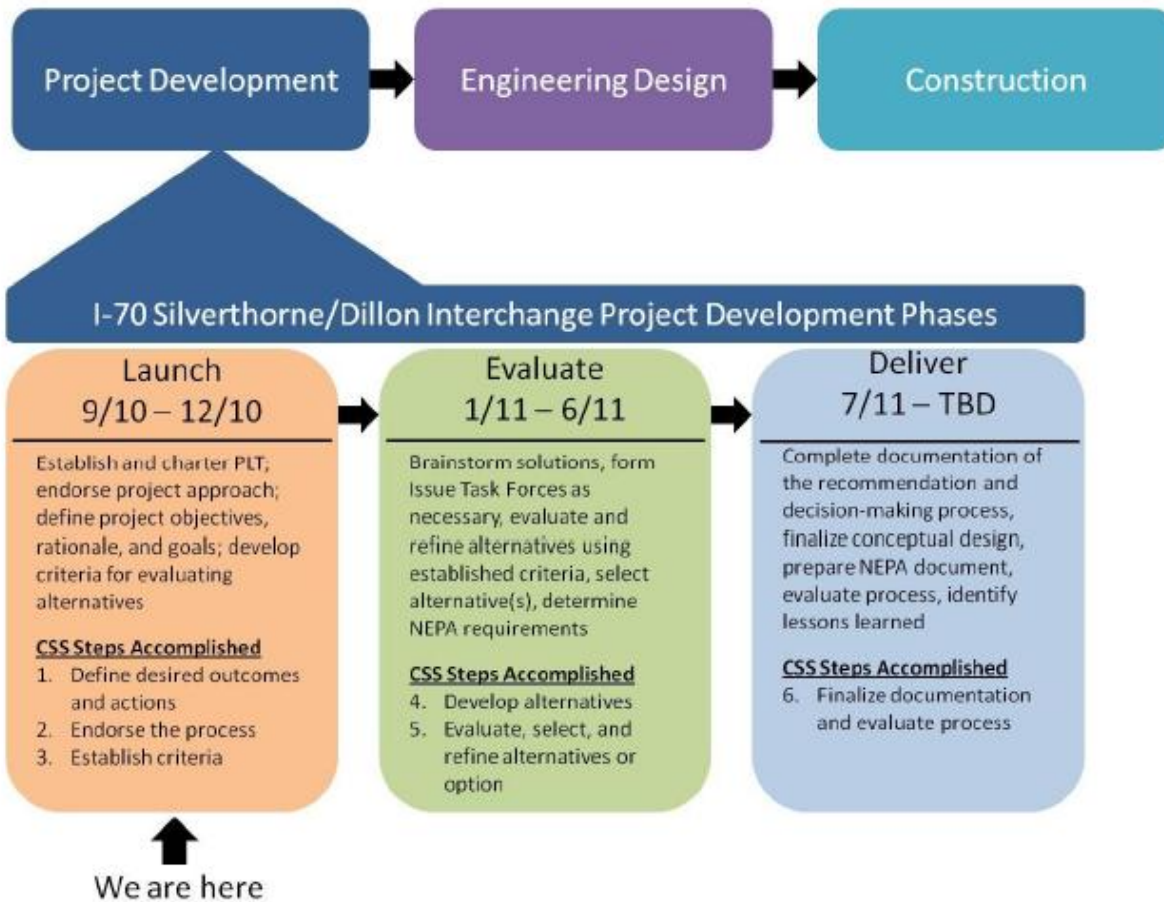 Project Development
Engineering Design
Construction
I-70 Silverthorne/Dillon Interchange Project Development Phases
Launch
9/10 – 12/10
Establish and charter PLT;
endorse project approach;
define project objectives,
rationale, and goals; develop
criteria for evaluating
alternatives
CSS Steps Accomplished
1. Define desired outcomes
and actions
2. Endorse the process
3. Establish criteria
Evaluate
1/11 – 6/11
Brainstorm solutions, form
Issue Task Forces as
necessary, evaluate and
refine alternatives using
established criteria, select
alternative(s), determine
NEPA requirements
CSS Steps Accomplished
4. Develop alternatives
5. Evaluate, select, and
refine alternatives or
option
Deliver
7/11 – TBD
Complete documentation of
the recommendation and
decision-making process,
finalize conceptual design,
prepare NEPA document,
evaluate process, identify
lessons learned
CSS Steps Accomplished
6. Finalize documentation
and evaluate process
We are here